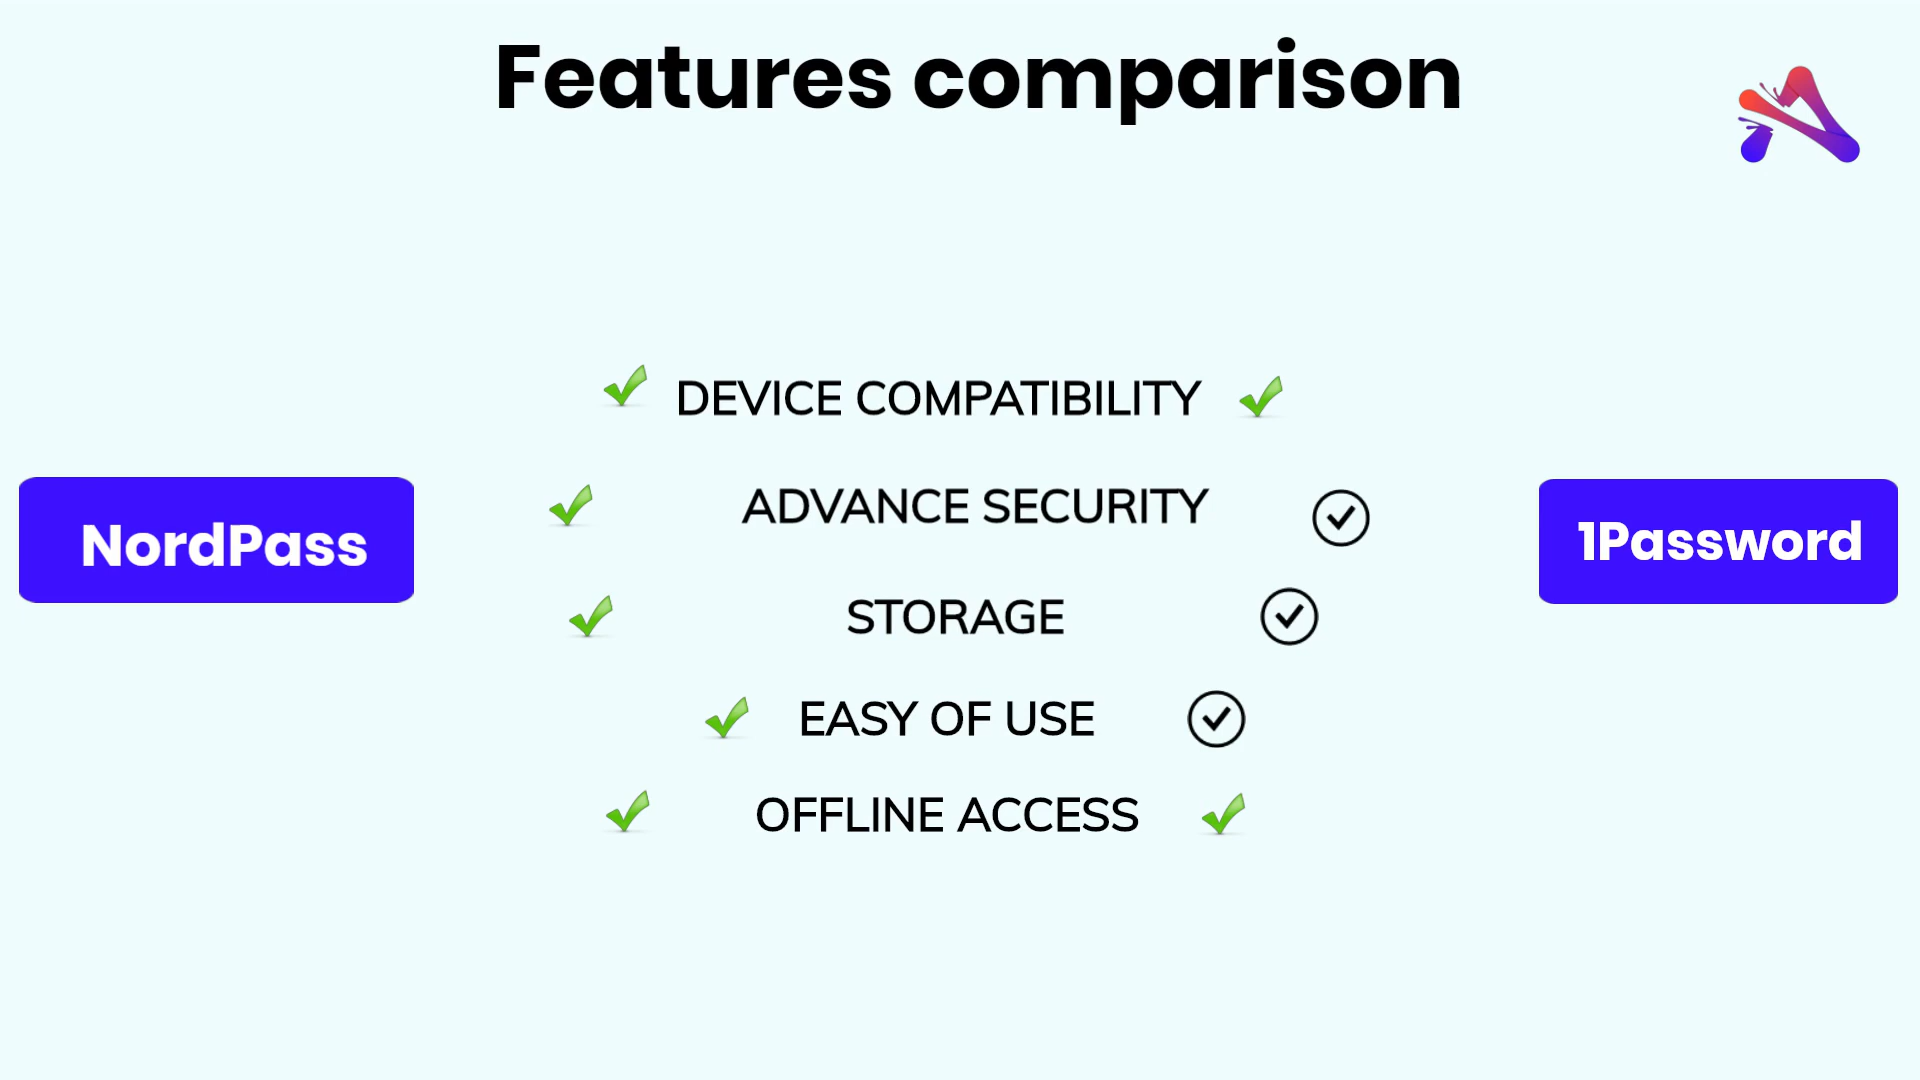 Features comparison
DEVICE COMPATIBILITY
ADVANCE SECURITY
NordPass
1Password
STORAGE
EASY OF USE
OFFLINE ACCESS